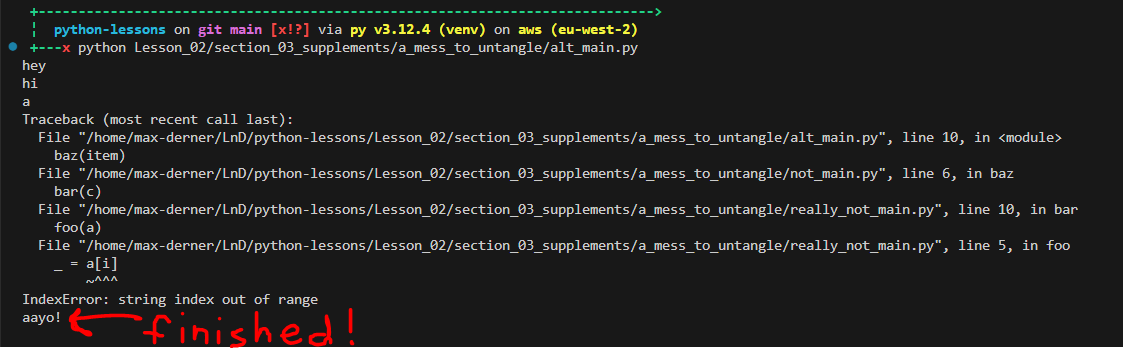 +------------------------------------------------------------------------------>
¦  python-lessons on git main [x!?] via py v3.12.4 (venv) on aws (eu-west-2)
+---x python Lesson_02/section_03_supplements/a_mess_to_untangle/alt_main.py
hey
hi
a
Traceback (most recent call last):
  File "/home/max-derner/LnD/python-lessons/Lesson_02/section_03_supplements/a_mess_to_untangle/alt_main.py", line 10, in <module>
    baz(item)
  File "/home/max-derner/LnD/python-lessons/Lesson_02/section_03_supplements/a_mess_to_untangle/not_main.py", line 6, in baz
    bar(c)
  File "/home/max-derner/LnD/python-lessons/Lesson_02/section_03_supplements/a_mess_to_untangle/really_not_main.py", line 10, in bar
    foo(a)
  File "/home/max-derner/LnD/python-lessons/Lesson_02/section_03_supplements/a_mess_to_untangle/really_not_main.py", line 5, in foo
    _ = a[i]
        ~^^^
IndexError: string index out of range
aayo!
finished!